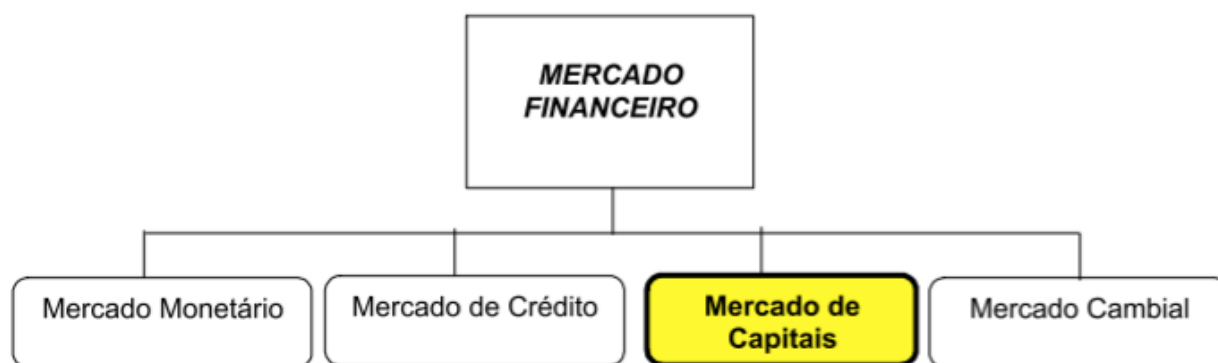 MERCADO
FINANCEIRO
Mercado Monetário
Mercado de Crédito
Mercado de
Capitais
Mercado Cambial